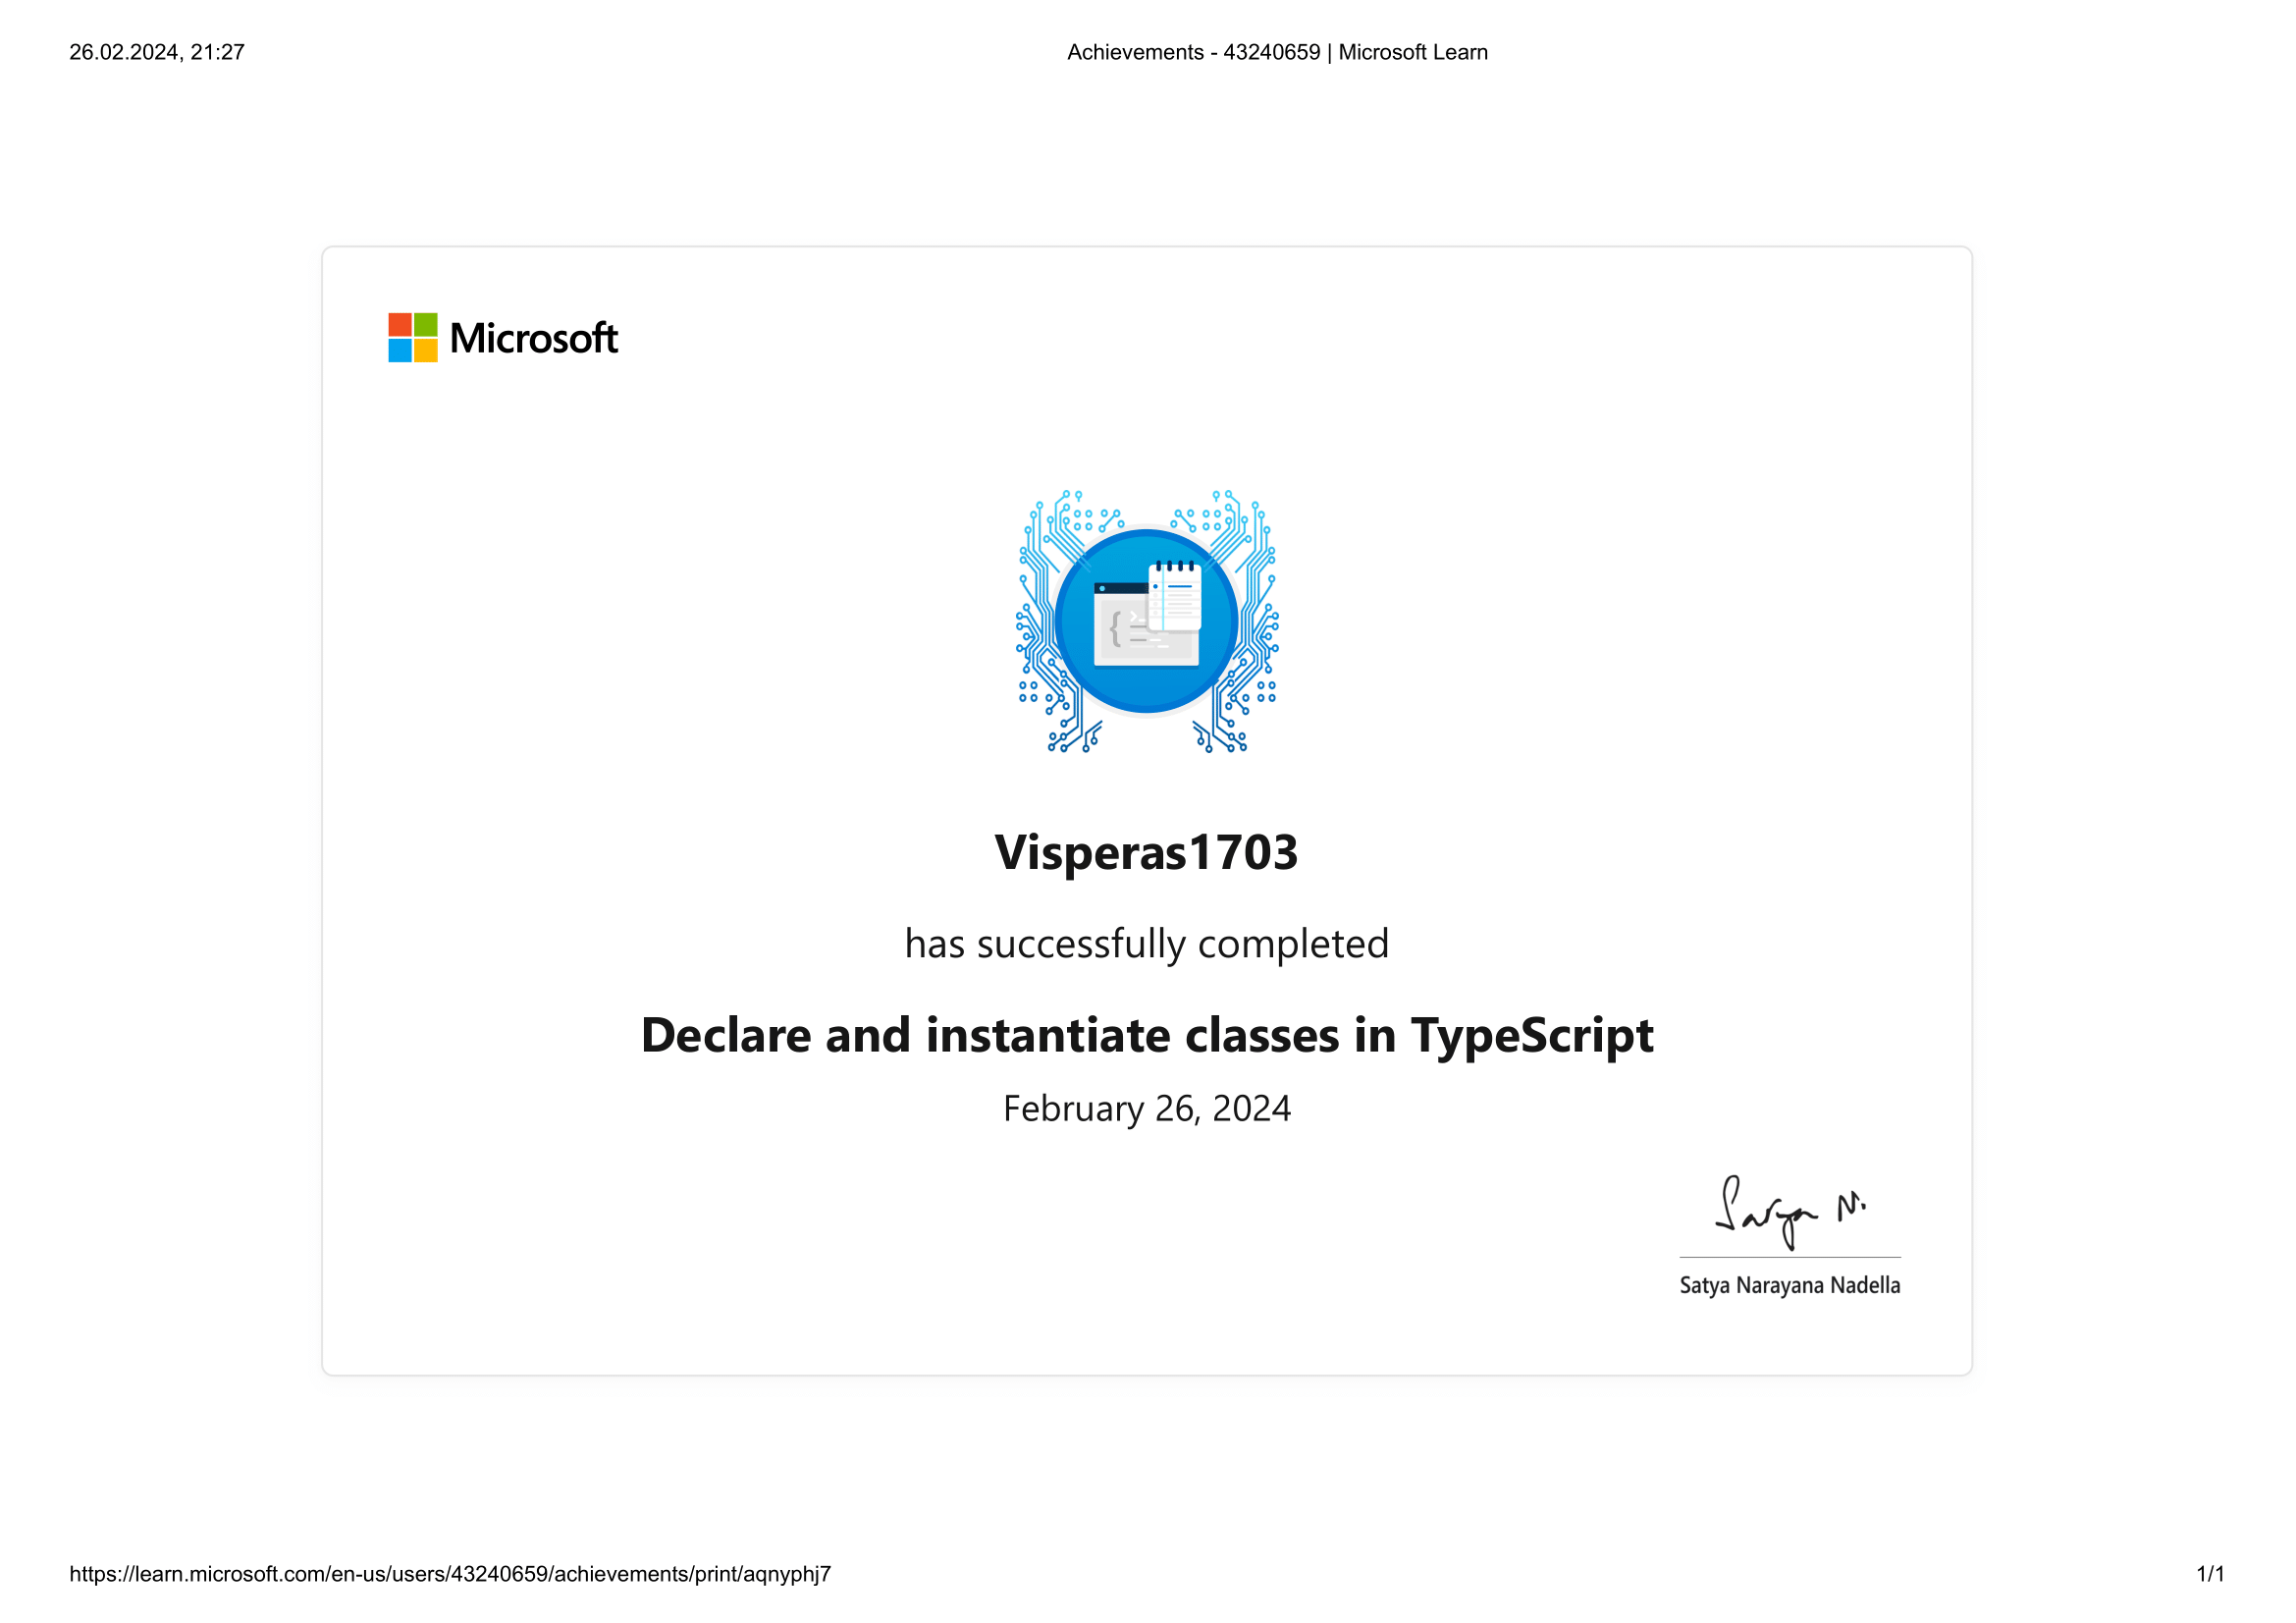 26.02.2024, 21:27
Achievements - 43240659 | Microsoft Learn
Microsoft
Visperas1703
has successfully completed
Declare and instantiate classes in TypeScript
February 26, 2024
Satya N.
Satya Narayana Nadella
https://learn.microsoft.com/en-us/users/43240659/achievements/print/aqnyphj7
1/1